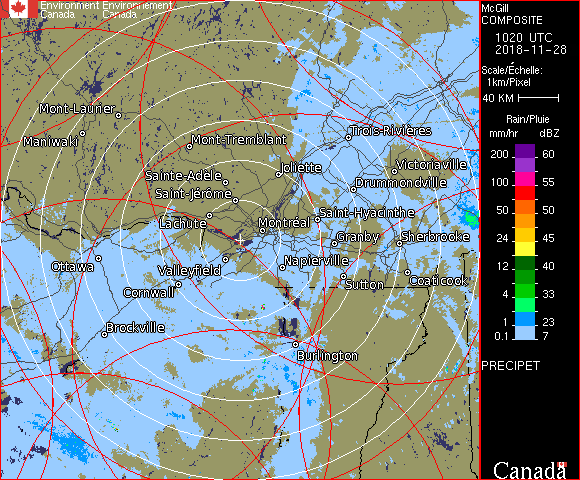 Environment Environnement
Canada Canada
Mont-Laurier
Maniwaki
Mont-Tremblant
Trois-Rivières
Joliette
Victoriaville
Sainte-Adèle
Drummondville
Saint-Jérôme
Saint-Hyacinthe
Lachute
Montréal
Granby
Sherbrooke
Ottawa
Valleyfield
Napierville
Coaticook
Sutton
Cornwall
Brockville
Burlington
McGill
COMPOSITE
1020 UTC
2018-11-28
Scale/Échelle:
1km/Pixel
40 KM
Rain/Pluie
mm/hr dBZ
200 60
100 55
50 50
24 45
12 40
4 33
1 23
0.1 7
PRECIPET
Canada